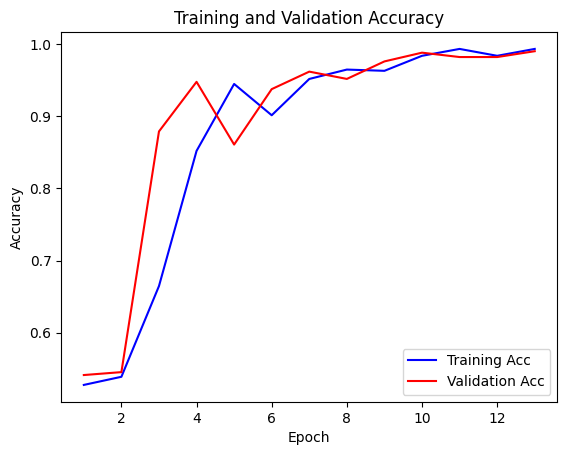 Training and Validation Accuracy
1.0
0.9
0.8
0.7
0.6
Accuracy
2 4 6 8 10 12
Epoch
Training Acc
Validation Acc